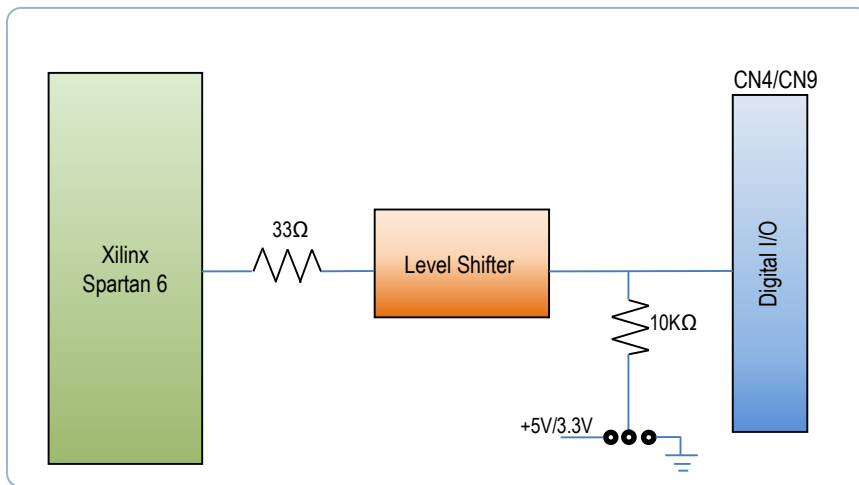 CN4/CN9
33Ω
Xilinx
Spartan 6
Level Shifter
Digital I/O
10KΩ
+5V/3.3V